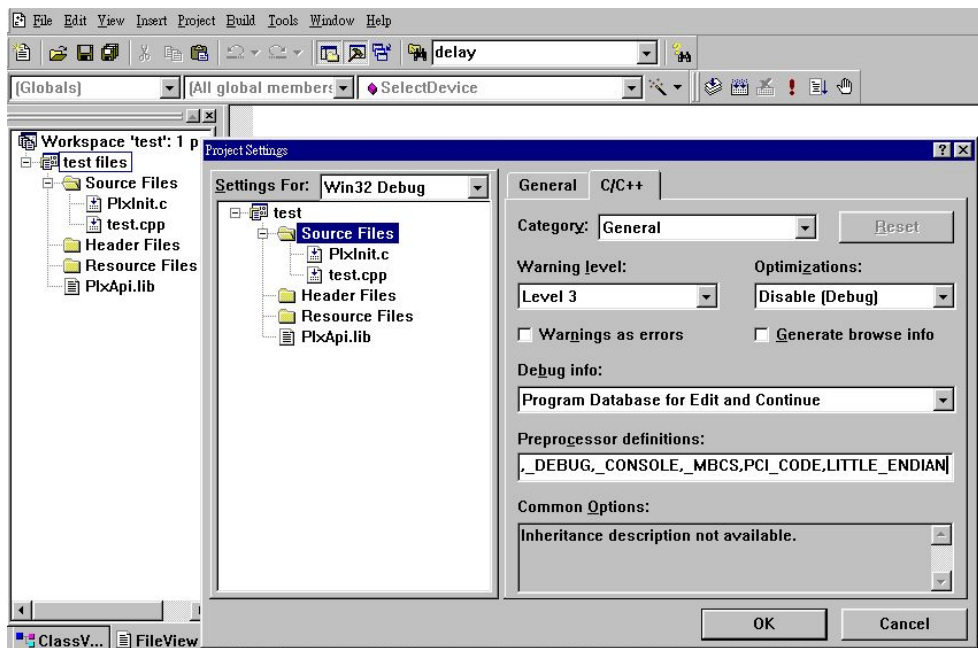 File Edit View Insert Project Build Tools Window Help
delay
(Globals) (All global members SelectDevice
Workspace 'test': 1 p
test files
Source Files
PlxInit.c
test.cpp
Header Files
Resource Files
PlxApi.lib
ClassV... FileView
Project Settings
Settings For: Win32 Debug
test
Source Files
PlxInit.c
test.cpp
Header Files
Resource Files
PlxApi.lib
General C/C++
Category: General Reset
Warning level: Optimizations:
Level 3 Disable (Debug)
Warnings as errors Generate browse info
Debug info:
Program Database for Edit and Continue
Preprocessor definitions:
,_DEBUG,_CONSOLE,_MBCS,PCI_CODE,LITTLE_ENDIAN
Common Options:
Inheritance description not available.
OK Cancel